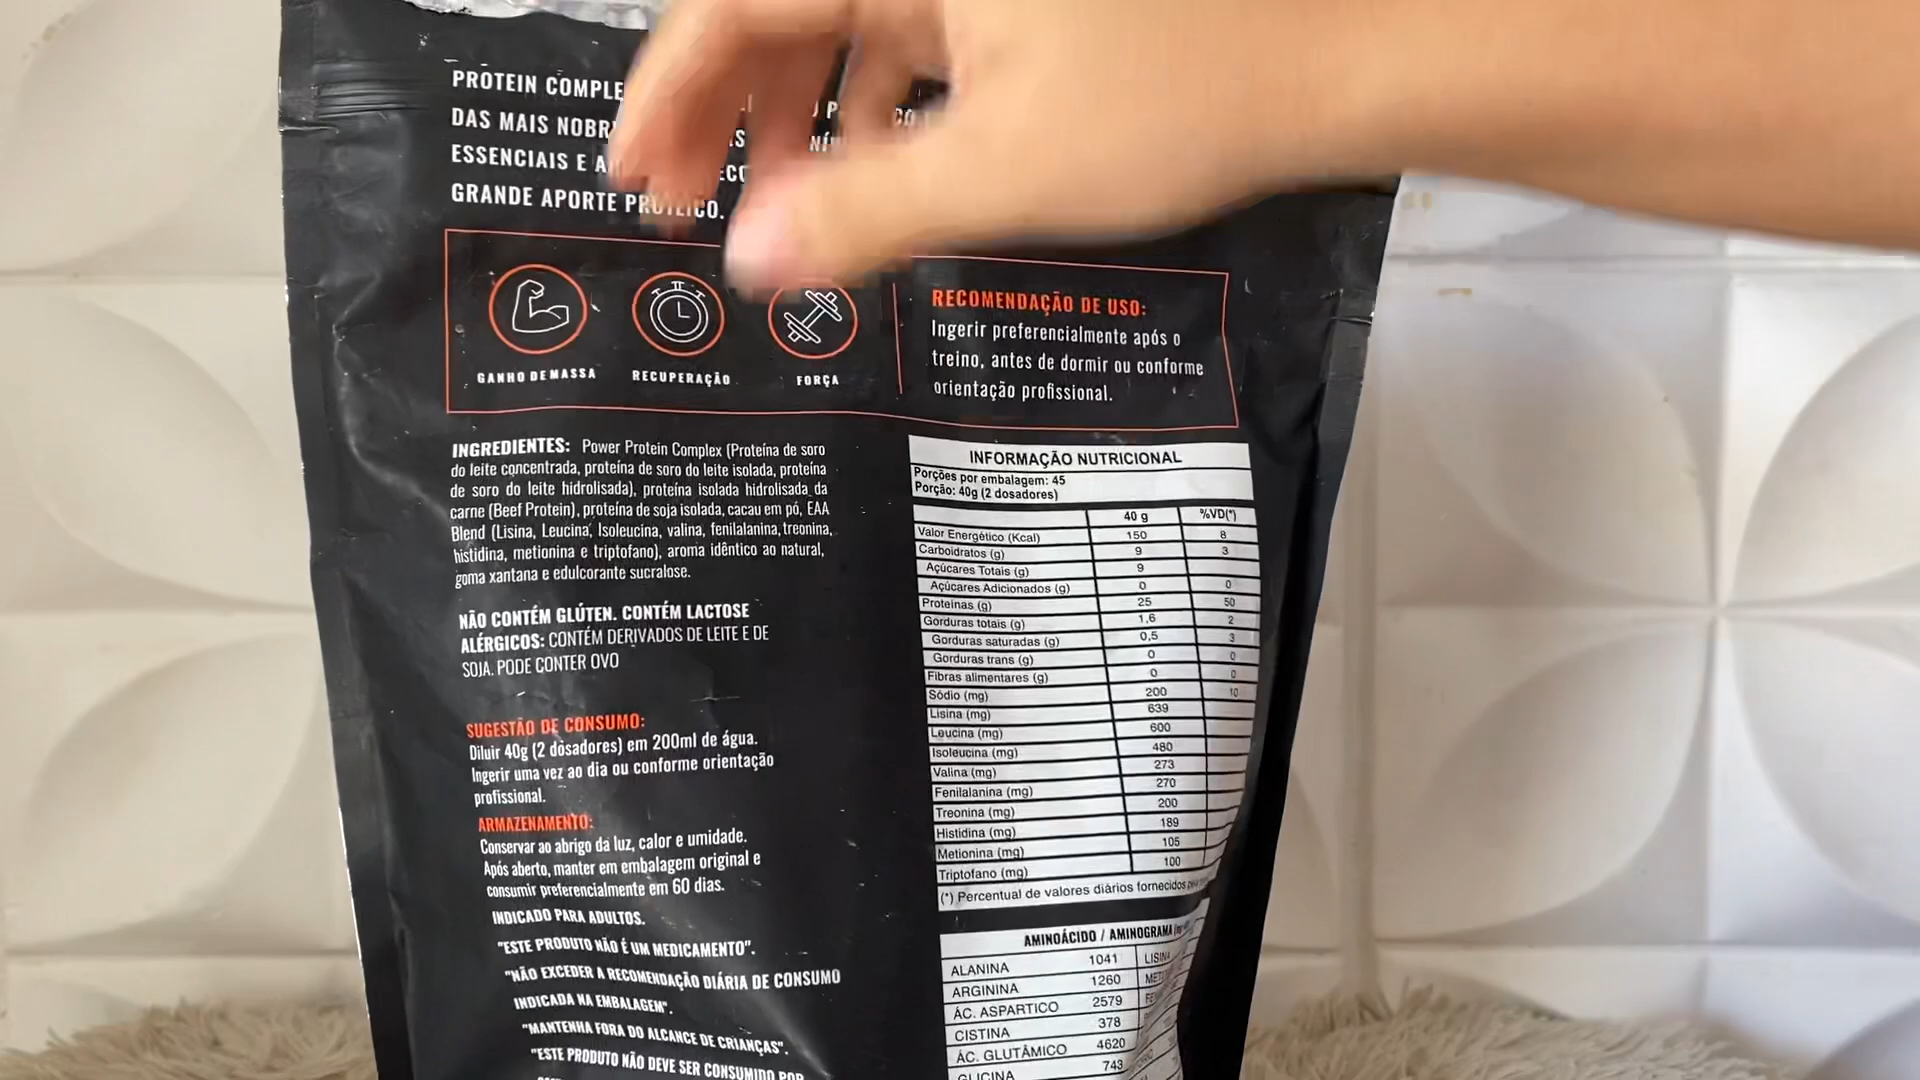 PROTEIN COMPLE
DAS MAIS NOBR
ESSENCIAIS E A
GRANDE APORTE PROTEICO.
GANHO DE MASSA
RECUPERAÇÃO
FORÇA
RECOMENDAÇÃO DE USO:
Ingerir preferencialmente após o
treino, antes de dormir ou conforme
orientação profissional.
INGREDIENTES: Power Protein Complex (Proteína de soro
do leite concentrada, proteína de soro do leite isolada, proteína
de soro do leite hidrolisada), proteína isolada hidrolisada da
carne (Beef Protein), proteína de soja isolada, cacau em pó, EAA
Blend (Lisina, Leucina, Isoleucina, valina, fenilalanina, treonina,
histidina, metionina e triptofano), aroma idêntico ao natural,
goma xantana e edulcorante sucralose.
NÃO CONTÉM GLÚTEN. CONTÉM LACTOSE
ALÉRGICOS: CONTÉM DERIVADOS DE LEITE E DE
SOJA. PODE CONTER OVO
SUGESTÃO DE CONSUMO:
Diluir 40g (2 dosadores) em 200ml de água.
Ingerir uma vez ao dia ou conforme orientação
profissional.
ARMAZENAMENTO:
Conservar ao abrigo da luz, calor e umidade.
Após aberto, manter em embalagem original e
consumir preferencialmente em 60 dias.
INDICADO PARA ADULTOS.
"ESTE PRODUTO NÃO É UM MEDICAMENTO".
"NÃO EXCEDER A RECOMENDAÇÃO DIÁRIA DE CONSUMO
INDICADA NA EMBALAGEM".
"MANTENHA FORA DO ALCANCE DE CRIANÇAS".
"ESTE PRODUTO NÃO DEVE SER CONSUMIDO POR
INFORMAÇÃO NUTRICIONAL
Porções por embalagem: 45
Porção: 40g (2 dosadores)
40 g %VD(*)
Valor Energético (Kcal) 150 8
Carboidratos (g) 9 3
Açúcares Totais (g) 9
Açúcares Adicionados (g) 0 0
Proteínas (g) 25 50
Gorduras totais (g) 1,6 2
Gorduras saturadas (g) 0,5 3
Gorduras trans (g) 0 0
Fibras alimentares (g) 0 0
Sódio (mg) 200 10
Lisina (mg) 639
Leucina (mg) 600
Isoleucina (mg) 480
Valina (mg) 273
Fenilalanina (mg) 270
Treonina (mg) 200
Histidina (mg) 189
Metionina (mg) 105
Triptofano (mg) 100
(*) Percentual de valores diários fornecidos
AMINOÁCIDO / AMINOGRAMA
ALANINA 1041 LISINA
ARGININA 1260 MET
ÁC. ASPARTICO 2579 FE
CISTINA 378
ÁC. GLUTÂMICO 4620
GLICINA 743